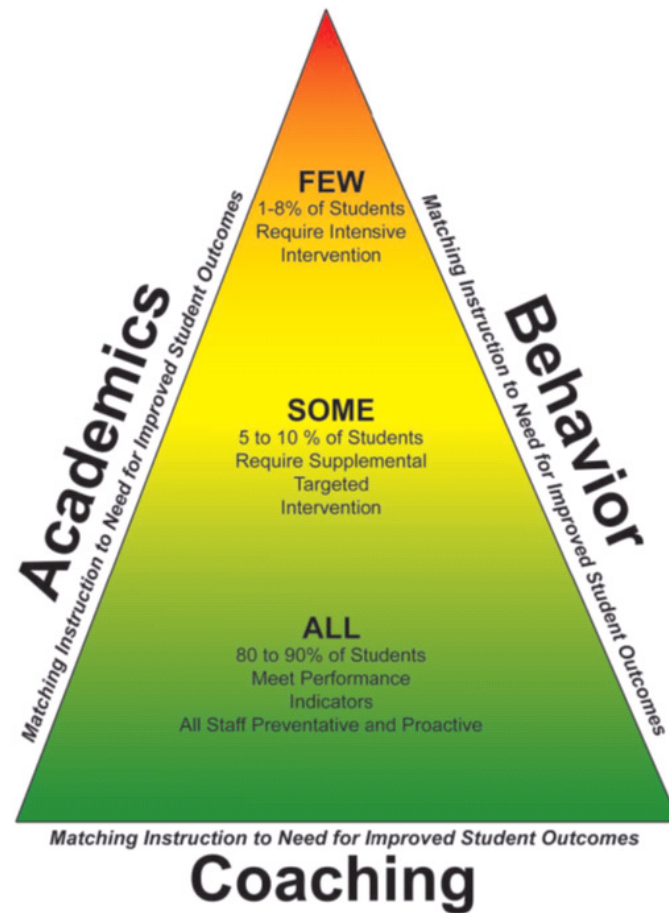 FEW
1-8% of Students
Require Intensive
Intervention
SOME
5 to 10 % of Students
Require Supplemental
Targeted
Intervention
ALL
80 to 90% of Students
Meet Performance
Indicators
All Staff Preventative and Proactive
Academics
Matching Instruction to Need for Improved Student Outcomes
Behavior
Matching Instruction to Need for Improved Student Outcomes
Matching Instruction to Need for Improved Student Outcomes
Coaching